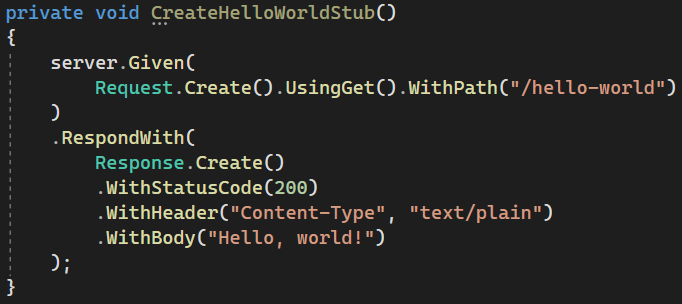 private void CreateHelloWorldStub()
{
    server.Given(
        Request.Create().UsingGet().WithPath("/hello-world")
    )
    .RespondWith(
        Response.Create()
        .WithStatusCode(200)
        .WithHeader("Content-Type", "text/plain")
        .WithBody("Hello, world!")
    );
}